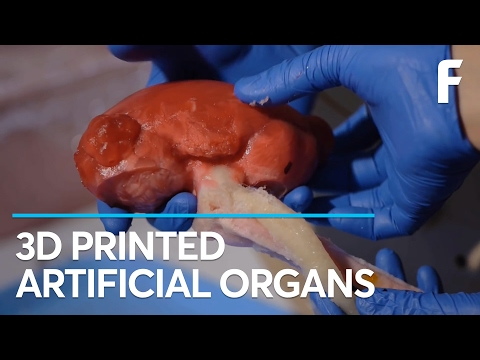 F
3D PRINTED
ARTIFICIAL ORGANS